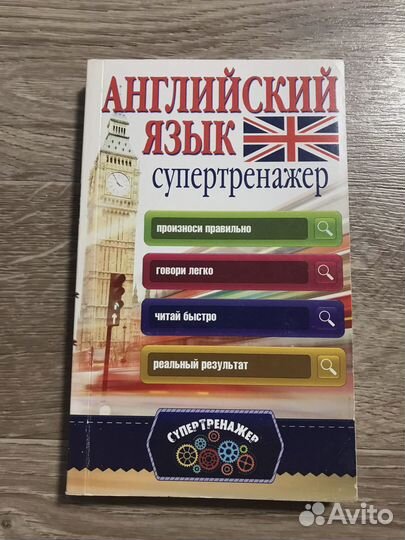 АНГЛИЙСКИЙ
ЯЗЫК
супертренажер
произноси правильно
говори легко
читай быстро
реальный результат
СУПЕРТРЕНАЖЕР
Avito